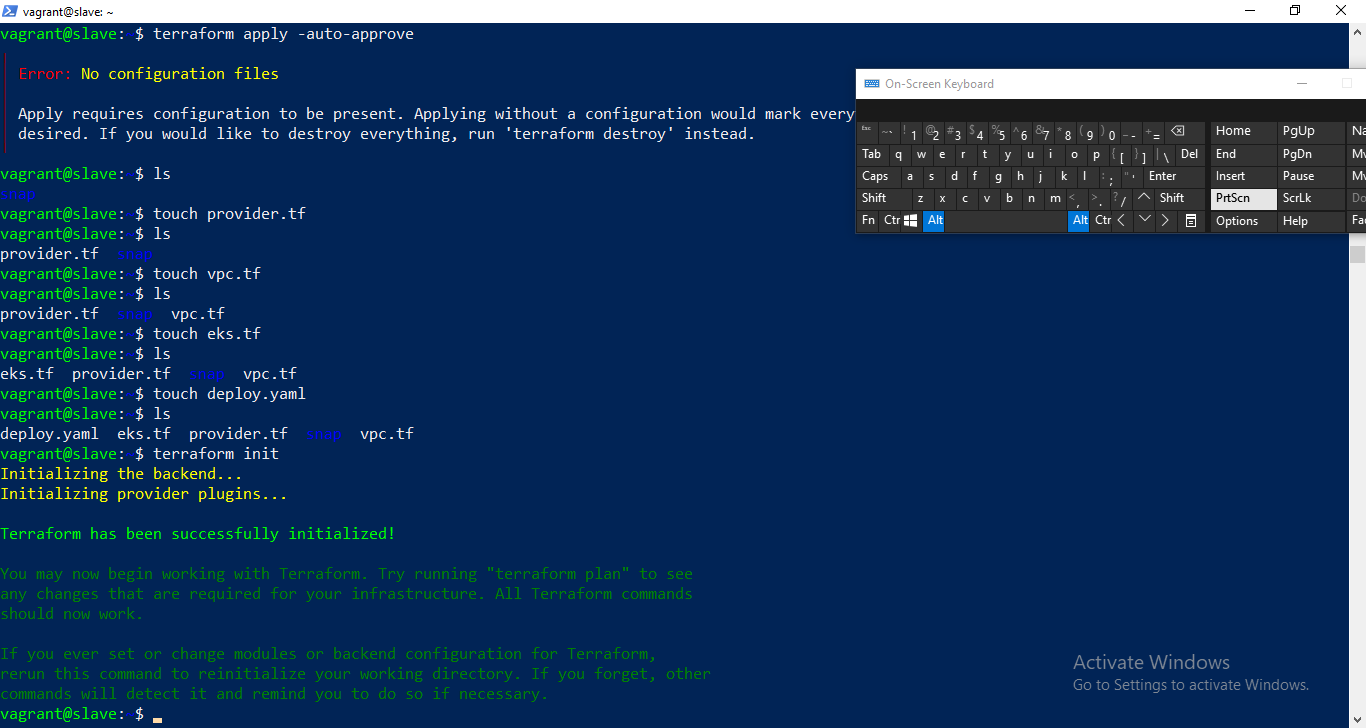 vagrant@slave: ~
vagrant@slave: $ terraform apply -auto-approve
Error: No configuration files
Apply requires configuration to be present. Applying without a configuration would mark every
desired. If you would like to destroy everything, run 'terraform destroy' instead.
vagrant@slave: $ ls
snap
vagrant@slave: $ touch provider.tf
vagrant@slave: $ ls
provider.tf snap
vagrant@slave: $ touch vpc.tf
vagrant@slave: $ ls
provider.tf snap vpc.tf
vagrant@slave: $ touch eks.tf
vagrant@slave: $ ls
eks.tf provider.tf snap vpc.tf
vagrant@slave: $ touch deploy.yaml
vagrant@slave: $ ls
deploy.yaml eks.tf provider.tf snap vpc.tf
vagrant@slave: $ terraform init
Initializing the backend...
Initializing provider plugins...
Terraform has been successfully initialized!
You may now begin working with Terraform. Try running "terraform plan" to see
any changes that are required for your infrastructure. All Terraform commands
should now work.
If you ever set or change modules or backend configuration for Terraform,
rerun this command to reinitialize your working directory. If you forget, other
commands will detect it and remind you to do so if necessary.
vagrant@slave: $
On-Screen Keyboard
Esc ~` !1 @2 #3 $4 %5 ^6 &7 *8 (9 )0 _- += Home PgUp Na
Tab q w e r t y u i o p {[ }] |\ Del End PgDn Mv
Caps a s d f g h j k l :; "' Enter Insert Pause Mv
Shift z x c v b n m <, >. ?/ Shift PrtScn ScrLk Do
Fn Ctr Alt Alt Ctr Options Help Fa
Activate Windows
Go to Settings to activate Windows.